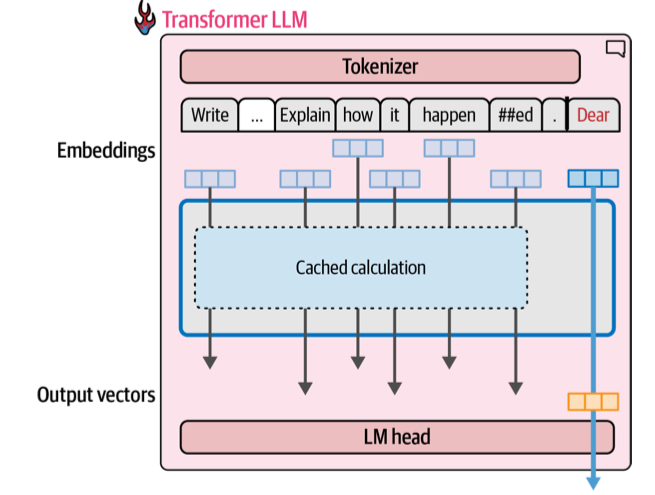 Transformer LLM
Tokenizer
Write ... Explain how it happen ##ed . Dear
Embeddings
Cached calculation
Output vectors
LM head